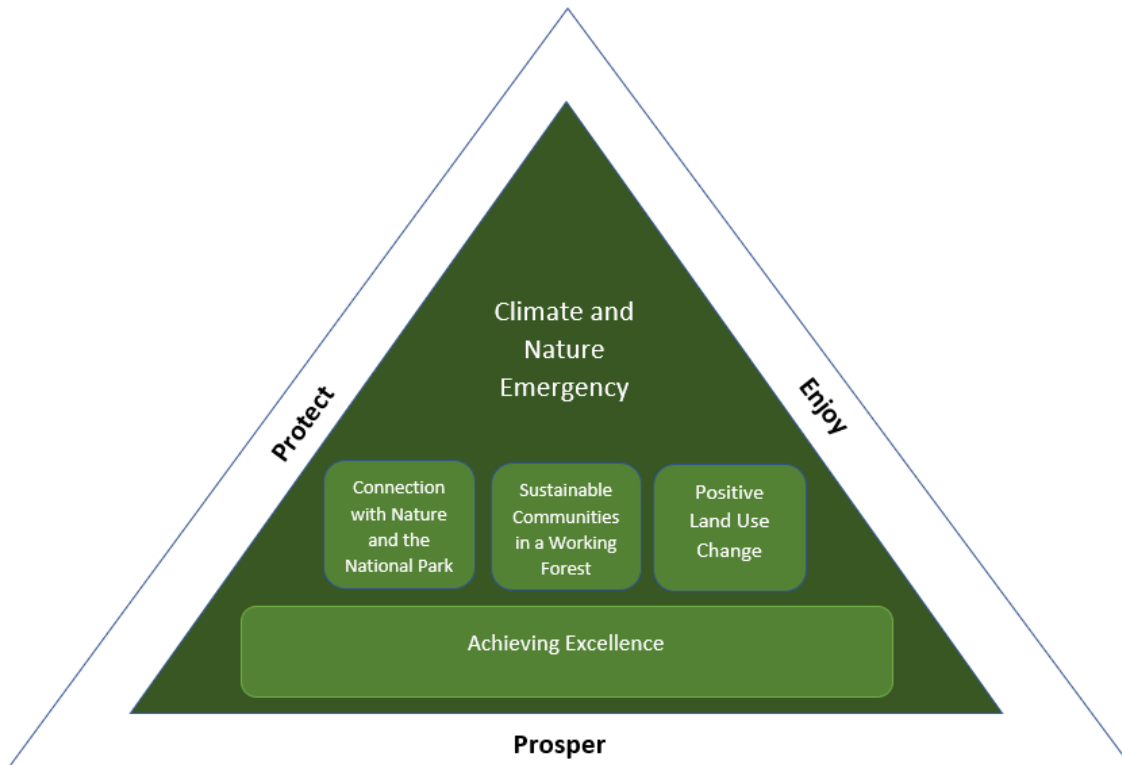 Climate and
Nature
Emergency
Protect
Enjoy
Connection
with Nature
and the
National Park
Sustainable
Communities
in a Working
Forest
Positive
Land Use
Change
Achieving Excellence
Prosper